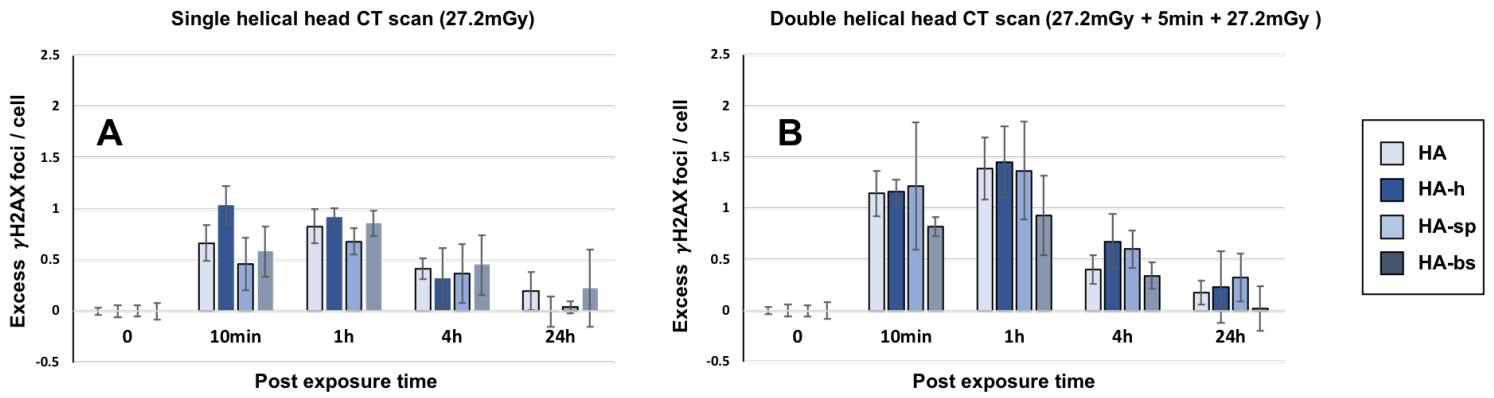 Single helical head CT scan (27.2mGy)
2.5
2
1.5
1
0.5
0
-0.5
Excess γH2AX foci / cell
A
0 10min 1h 4h 24h
Post exposure time
Double helical head CT scan (27.2mGy + 5min + 27.2mGy )
2.5
2
1.5
1
0.5
0
-0.5
Excess γH2AX foci / cell
B
0 10min 1h 4h 24h
Post exposure time
HA
HA-h
HA-sp
HA-bs